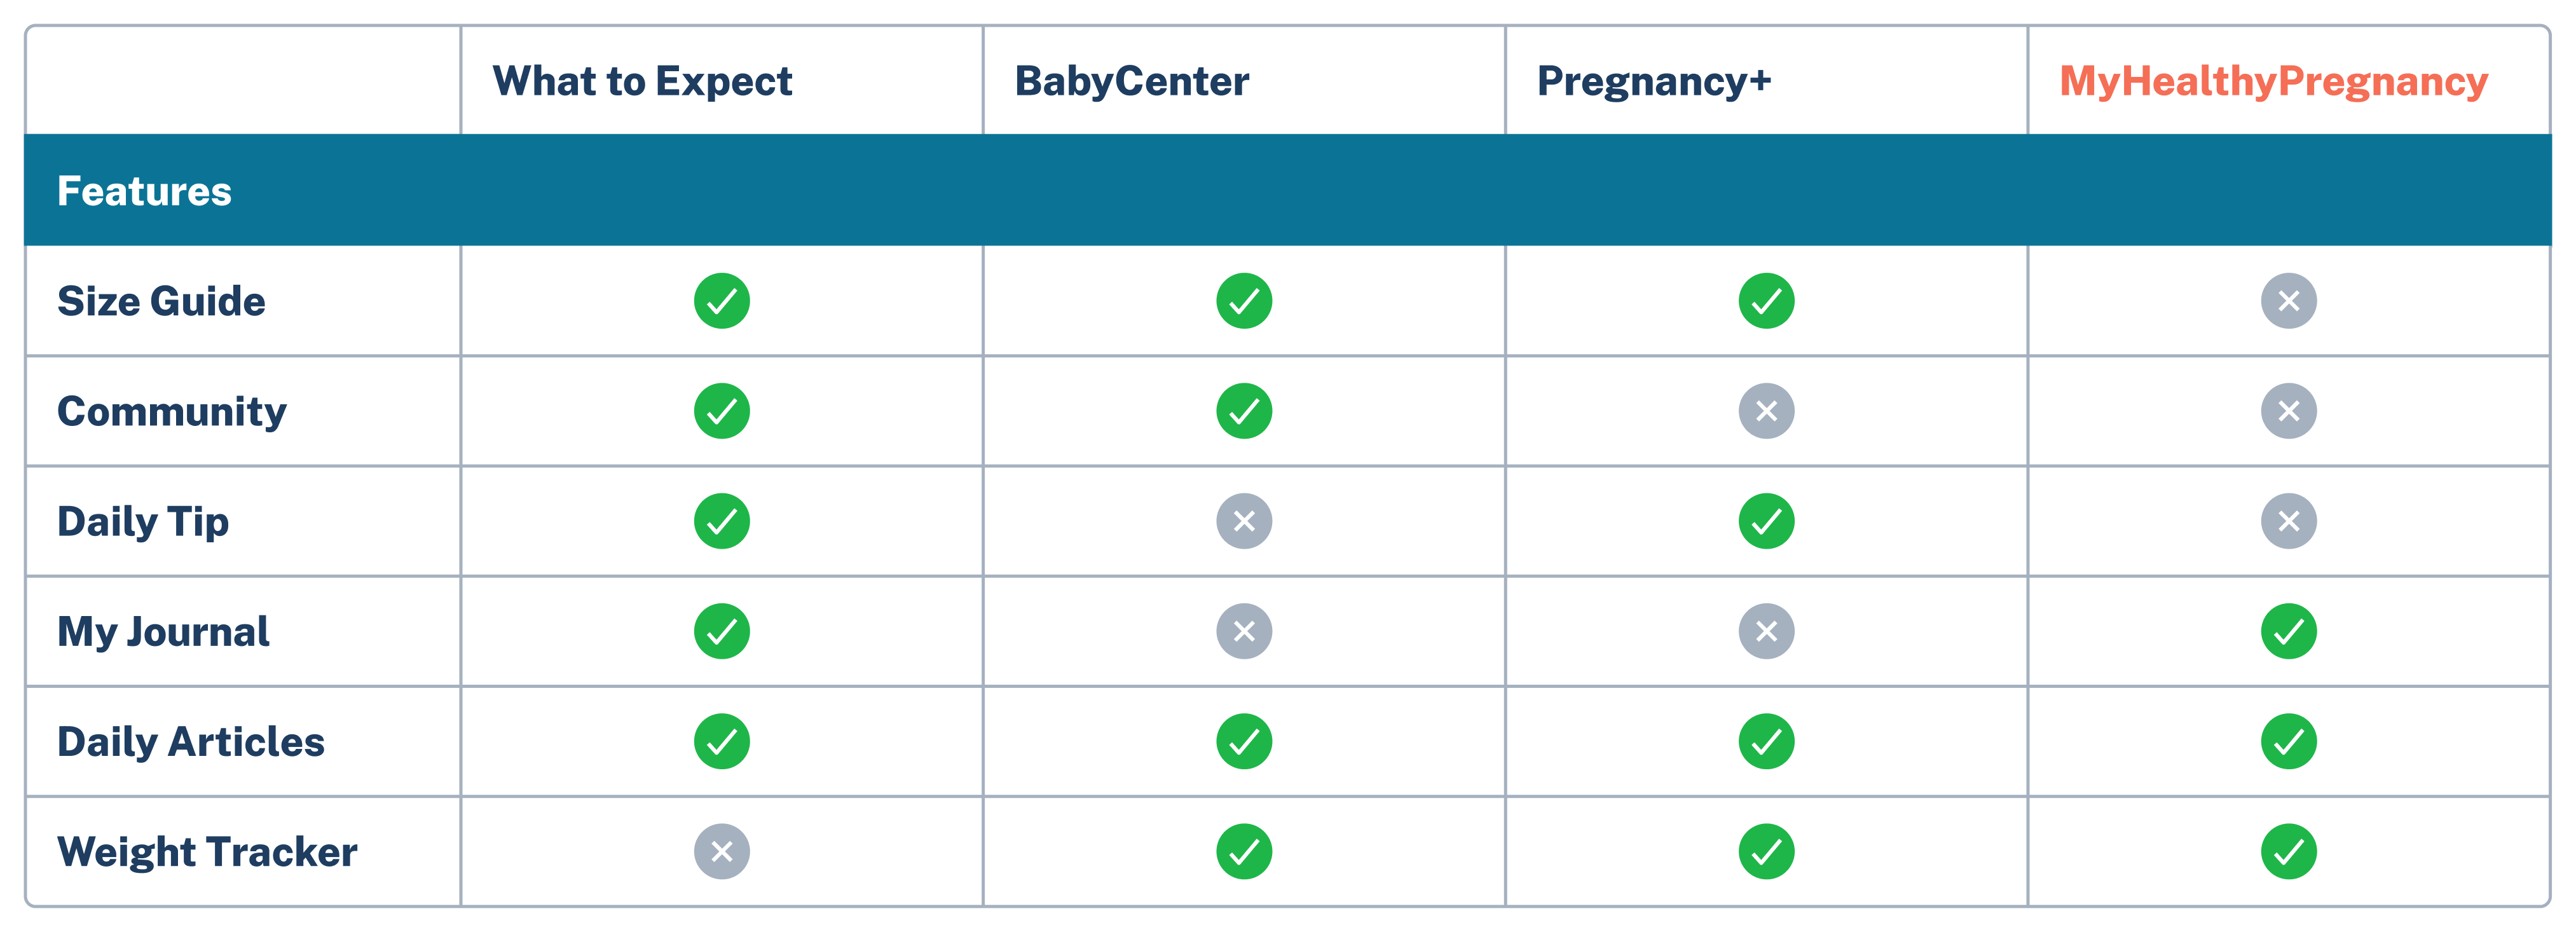 What to Expect BabyCenter Pregnancy+ MyHealthyPregnancy
Features
Size Guide
Community
Daily Tip
My Journal
Daily Articles
Weight Tracker